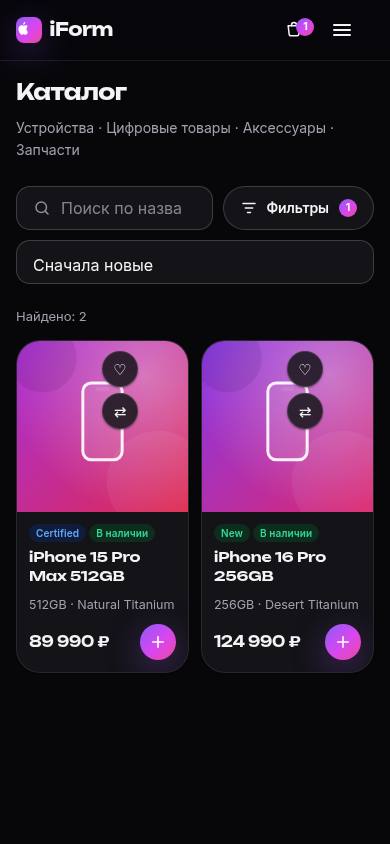 iForm
1
Каталог
Устройства · Цифровые товары · Аксессуары ·
Запчасти
Поиск по назва
Фильтры
1
Сначала новые
Найдено: 2
Certified
В наличии
iPhone 15 Pro
Max 512GB
512GB · Natural Titanium
89 990 ₽
New
В наличии
iPhone 16 Pro
256GB
256GB · Desert Titanium
124 990 ₽